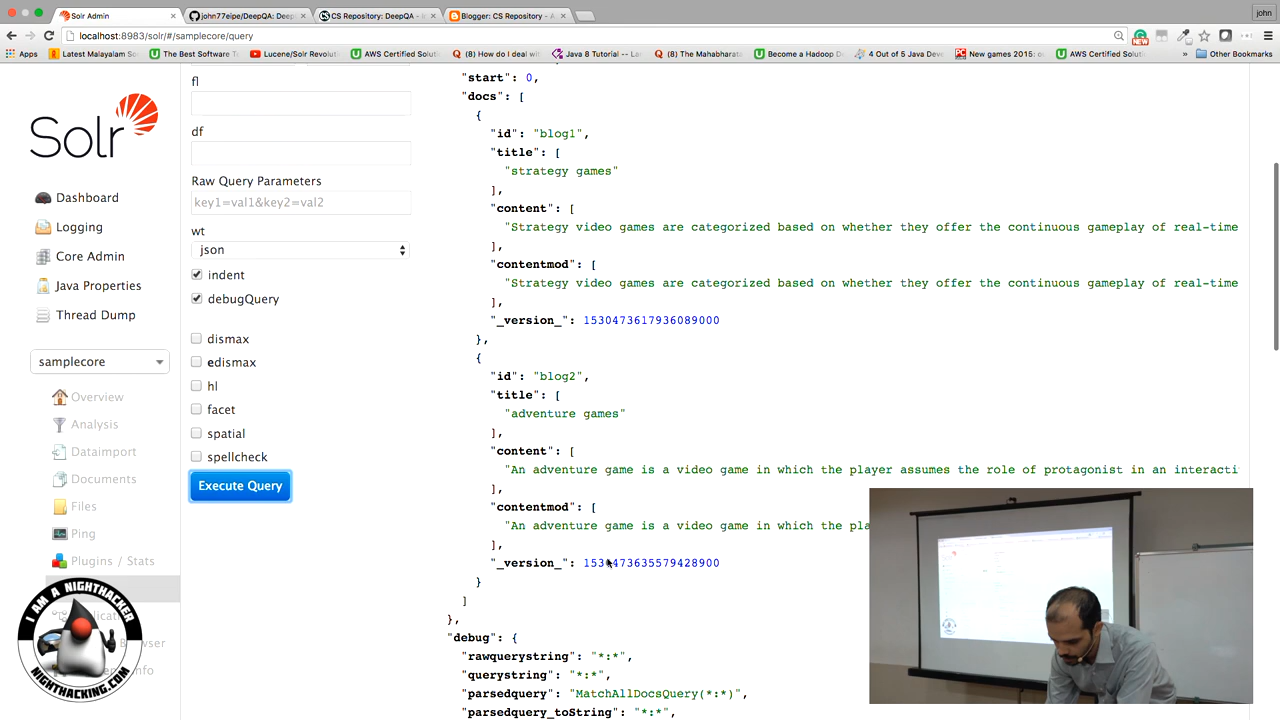 Solr Admin
john77eipe/DeepQA: Deep
CS Repository: DeepQA - I
Blogger: CS Repository - A
john
localhost:8983/solr/#/samplecore/query
Apps
Latest Malayalam Son
The Best Software T
Lucene/Solr Revolut
AWS Certified Soluti
(8) How do I deal wit
Java 8 Tutorial -- La
(8) The Mahabharata
Become a Hadoop D
4 Out of 5 Java Deve
New games 2015: ou
AWS Certified Soluti
»
Other Bookmarks
Solr
Dashboard
Logging
Core Admin
Java Properties
Thread Dump
samplecore
Overview
Analysis
Dataimport
Documents
Files
Ping
Plugins / Stats
I AM A NIGHTHACKER
NIGHTHACKING.COM
fl
df
Raw Query Parameters
key1=val1&key2=val2
wt
json
indent
debugQuery
dismax
edismax
hl
facet
spatial
spellcheck
Execute Query
"start": 0,
"docs": [
{
"id": "blog1",
"title": [
"strategy games"
],
"content": [
"Strategy video games are categorized based on whether they offer the continuous gameplay of real-time
],
"contentmod": [
"Strategy video games are categorized based on whether they offer the continuous gameplay of real-time
],
"_version_": 1530473617936089000
},
{
"id": "blog2",
"title": [
"adventure games"
],
"content": [
"An adventure game is a video game in which the player assumes the role of protagonist in an interacti
],
"contentmod": [
"An adventure game is a video game in which the pla
],
"_version_": 1530473635579428900
}
]
},
"debug": {
"rawquerystring": "*:*",
"querystring": "*:*",
"parsedquery": "MatchAllDocsQuery(*:*)",
"parsedquery_toString": "*:*",